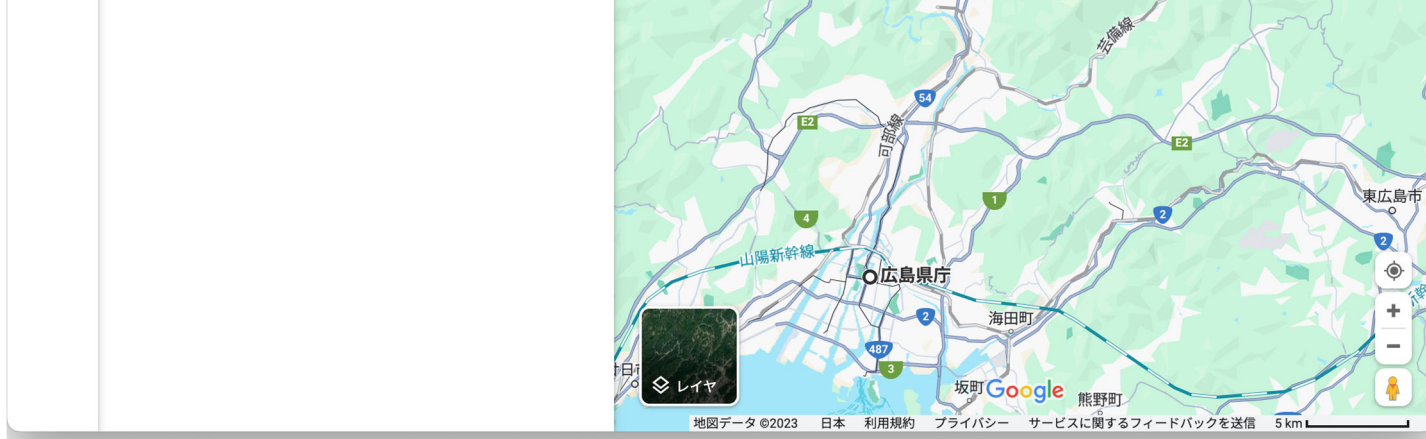 芸備線
54
E2
可部線
E2
1
東広島市
4
2
2
山陽新幹線
広島県庁
海田町
2
487
3
レイヤ
坂町
Google
熊野町
地図データ ©2023 日本 利用規約 プライバシー サービスに関するフィードバックを送信 5 km